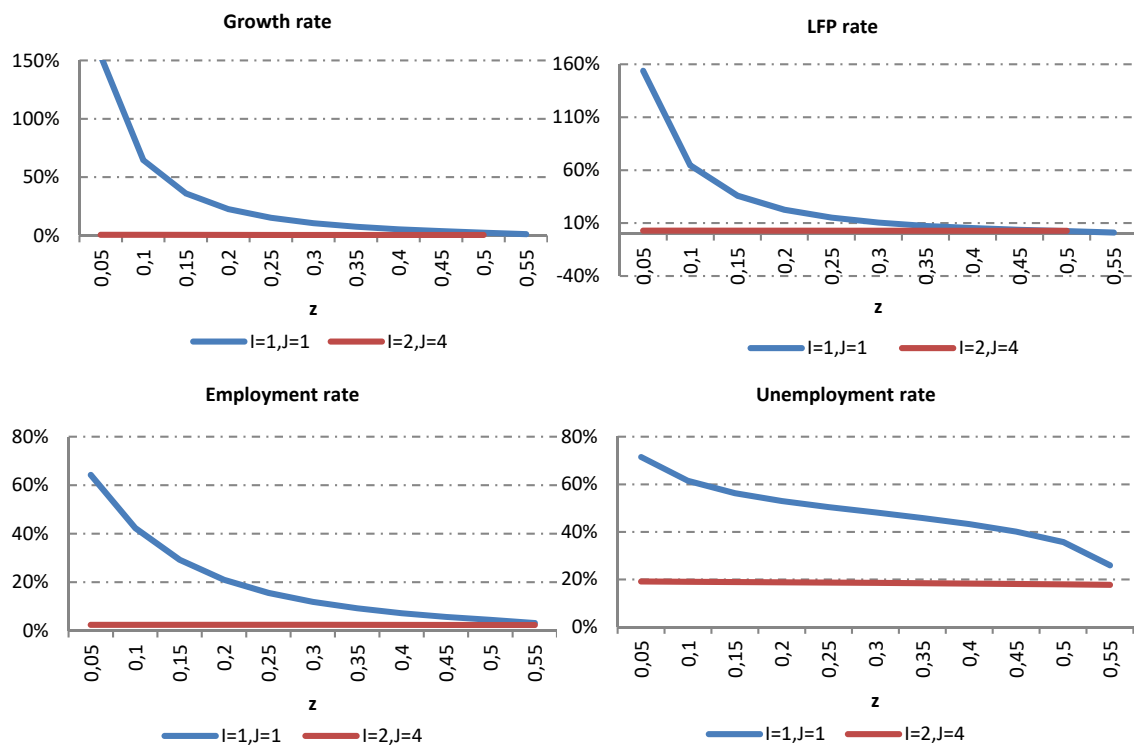 Growth rate
150%
100%
50%
0%
0,05 0,1 0,15 0,2 0,25 0,3 0,35 0,4 0,45 0,5 0,55
z
I=1,J=1 I=2,J=4
LFP rate
160%
110%
60%
10%
-40%
0,05 0,1 0,15 0,2 0,25 0,3 0,35 0,4 0,45 0,5 0,55
z
I=1,J=1 I=2,J=4
Employment rate
80%
60%
40%
20%
0%
0,05 0,1 0,15 0,2 0,25 0,3 0,35 0,4 0,45 0,5 0,55
z
I=1,J=1 I=2,J=4
Unemployment rate
80%
60%
40%
20%
0%
0,05 0,1 0,15 0,2 0,25 0,3 0,35 0,4 0,45 0,5 0,55
z
I=1,J=1 I=2,J=4